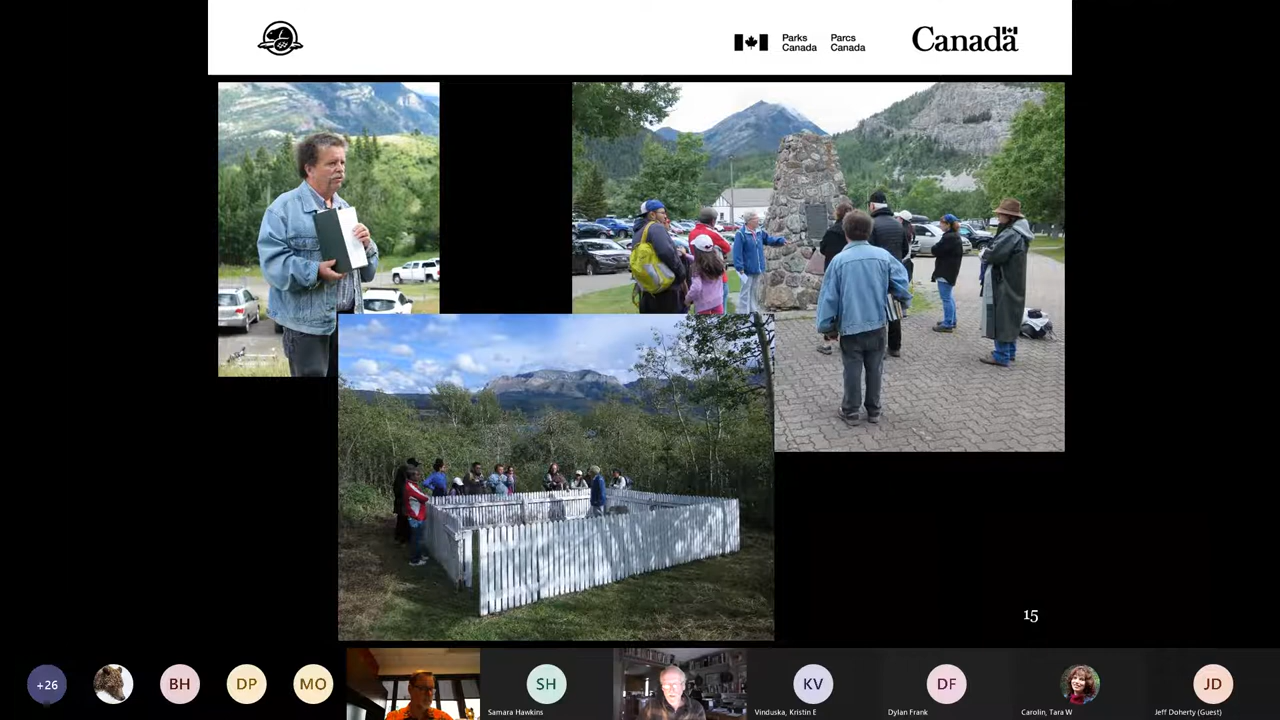 Parks Canada
Parcs Canada
Canada
15
+26
BH
DP
MO
SH
KV
DF
JD
Samara Hawkins
Vinduska, Kristin E
Dylan Frank
Carolin, Tara W
Jeff Doherty (Guest)